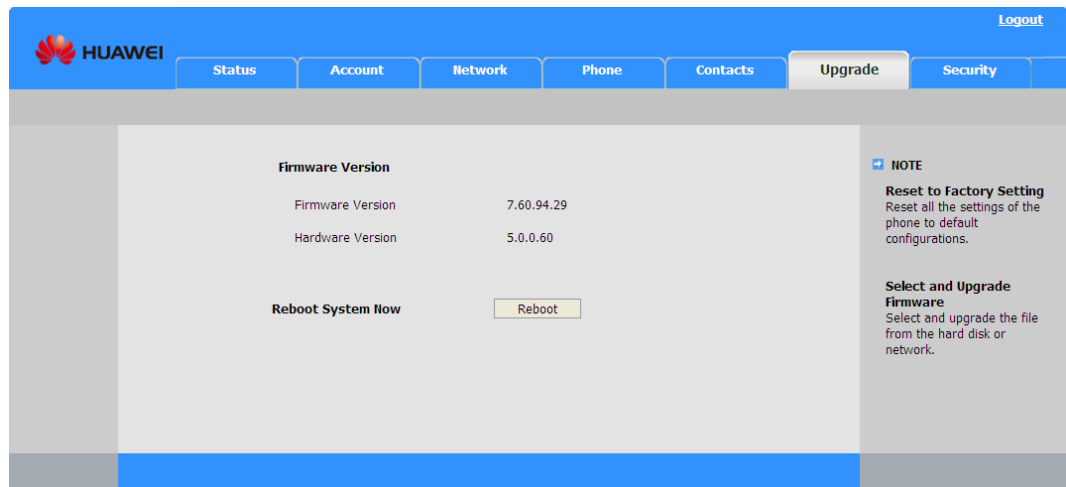 Logout
HUAWEI
Status Account Network Phone Contacts Upgrade Security
Firmware Version
Firmware Version 7.60.94.29
Hardware Version 5.0.0.60
Reboot System Now Reboot
NOTE
Reset to Factory Setting
Reset all the settings of the
phone to default
configurations.
Select and Upgrade
Firmware
Select and upgrade the file
from the hard disk or
network.